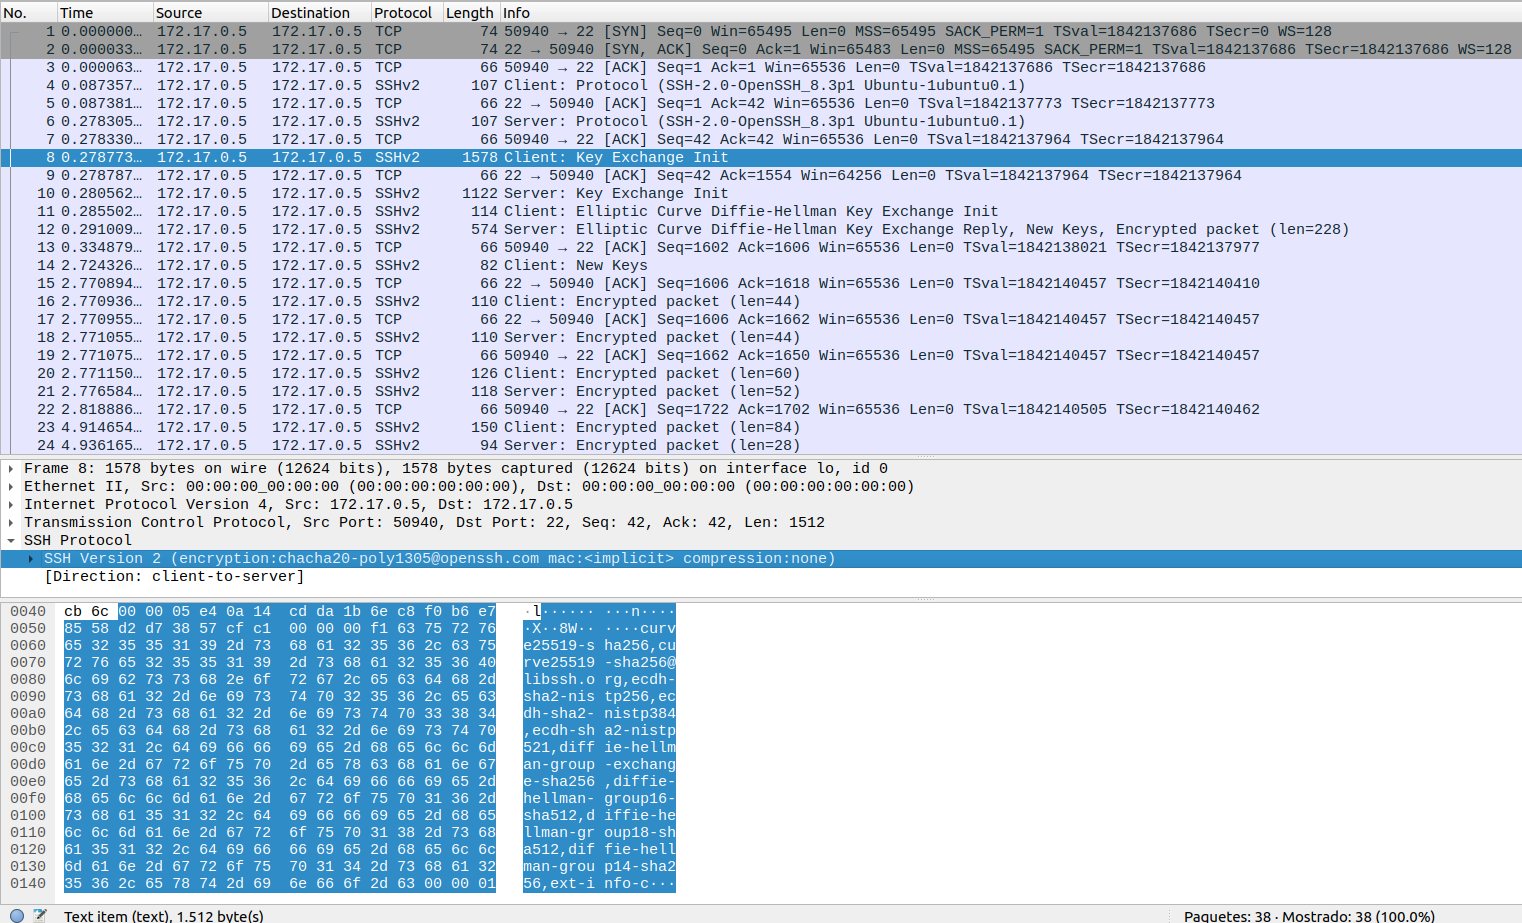 No. Time Source Destination Protocol Length Info
1 0.000000… 172.17.0.5 172.17.0.5 TCP 74 50940 → 22 [SYN] Seq=0 Win=65495 Len=0 MSS=65495 SACK_PERM=1 TSval=1842137686 TSecr=0 WS=128
2 0.000033… 172.17.0.5 172.17.0.5 TCP 74 22 → 50940 [SYN, ACK] Seq=0 Ack=1 Win=65483 Len=0 MSS=65495 SACK_PERM=1 TSval=1842137686 TSecr=1842137686 WS=128
3 0.000063… 172.17.0.5 172.17.0.5 TCP 66 50940 → 22 [ACK] Seq=1 Ack=1 Win=65536 Len=0 TSval=1842137686 TSecr=1842137686
4 0.087357… 172.17.0.5 172.17.0.5 SSHv2 107 Client: Protocol (SSH-2.0-OpenSSH_8.3p1 Ubuntu-1ubuntu0.1)
5 0.087381… 172.17.0.5 172.17.0.5 TCP 66 22 → 50940 [ACK] Seq=1 Ack=42 Win=65536 Len=0 TSval=1842137773 TSecr=1842137773
6 0.278305… 172.17.0.5 172.17.0.5 SSHv2 107 Server: Protocol (SSH-2.0-OpenSSH_8.3p1 Ubuntu-1ubuntu0.1)
7 0.278330… 172.17.0.5 172.17.0.5 TCP 66 50940 → 22 [ACK] Seq=42 Ack=42 Win=65536 Len=0 TSval=1842137964 TSecr=1842137964
8 0.278773… 172.17.0.5 172.17.0.5 SSHv2 1578 Client: Key Exchange Init
9 0.278787… 172.17.0.5 172.17.0.5 TCP 66 22 → 50940 [ACK] Seq=42 Ack=1554 Win=64256 Len=0 TSval=1842137964 TSecr=1842137964
10 0.280562… 172.17.0.5 172.17.0.5 SSHv2 1122 Server: Key Exchange Init
11 0.285502… 172.17.0.5 172.17.0.5 SSHv2 114 Client: Elliptic Curve Diffie-Hellman Key Exchange Init
12 0.291009… 172.17.0.5 172.17.0.5 SSHv2 574 Server: Elliptic Curve Diffie-Hellman Key Exchange Reply, New Keys, Encrypted packet (len=228)
13 0.334879… 172.17.0.5 172.17.0.5 TCP 66 50940 → 22 [ACK] Seq=1602 Ack=1606 Win=65536 Len=0 TSval=1842138021 TSecr=1842137977
14 2.724326… 172.17.0.5 172.17.0.5 SSHv2 82 Client: New Keys
15 2.770894… 172.17.0.5 172.17.0.5 TCP 66 22 → 50940 [ACK] Seq=1606 Ack=1618 Win=65536 Len=0 TSval=1842140457 TSecr=1842140410
16 2.770936… 172.17.0.5 172.17.0.5 SSHv2 110 Client: Encrypted packet (len=44)
17 2.770955… 172.17.0.5 172.17.0.5 TCP 66 22 → 50940 [ACK] Seq=1606 Ack=1662 Win=65536 Len=0 TSval=1842140457 TSecr=1842140457
18 2.771055… 172.17.0.5 172.17.0.5 SSHv2 110 Server: Encrypted packet (len=44)
19 2.771075… 172.17.0.5 172.17.0.5 TCP 66 50940 → 22 [ACK] Seq=1662 Ack=1650 Win=65536 Len=0 TSval=1842140457 TSecr=1842140457
20 2.771150… 172.17.0.5 172.17.0.5 SSHv2 126 Client: Encrypted packet (len=60)
21 2.776584… 172.17.0.5 172.17.0.5 SSHv2 118 Server: Encrypted packet (len=52)
22 2.818886… 172.17.0.5 172.17.0.5 TCP 66 50940 → 22 [ACK] Seq=1722 Ack=1702 Win=65536 Len=0 TSval=1842140505 TSecr=1842140462
23 4.914654… 172.17.0.5 172.17.0.5 SSHv2 150 Client: Encrypted packet (len=84)
24 4.936165… 172.17.0.5 172.17.0.5 SSHv2 94 Server: Encrypted packet (len=28)
Frame 8: 1578 bytes on wire (12624 bits), 1578 bytes captured (12624 bits) on interface lo, id 0
Ethernet II, Src: 00:00:00_00:00:00 (00:00:00:00:00:00), Dst: 00:00:00_00:00:00 (00:00:00:00:00:00)
Internet Protocol Version 4, Src: 172.17.0.5, Dst: 172.17.0.5
Transmission Control Protocol, Src Port: 50940, Dst Port: 22, Seq: 42, Ack: 42, Len: 1512
SSH Protocol
SSH Version 2 (encryption:chacha20-poly1305@openssh.com mac:<implicit> compression:none)
[Direction: client-to-server]
0040 cb 6c 00 00 05 e4 0a 14 cd da 1b 6e c8 f0 b6 e7 ·l······ ···n····
0050 85 58 d2 d7 38 57 cf c1 00 00 00 f1 63 75 72 76 ·X··8W·· ····curv
0060 65 32 35 35 31 39 2d 73 68 61 32 35 36 2c 63 75 e25519-s ha256,cu
0070 72 76 65 32 35 35 31 39 2d 73 68 61 32 35 36 40 rve25519 -sha256@
0080 6c 69 62 73 73 68 2e 6f 72 67 2c 65 63 64 68 2d libssh.o rg,ecdh-
0090 73 68 61 32 2d 6e 69 73 74 70 32 35 36 2c 65 63 sha2-nis tp256,ec
00a0 64 68 2d 73 68 61 32 2d 6e 69 73 74 70 33 38 34 dh-sha2- nistp384
00b0 2c 65 63 64 68 2d 73 68 61 32 2d 6e 69 73 74 70 ,ecdh-sh a2-nistp
00c0 35 32 31 2c 64 69 66 66 69 65 2d 68 65 6c 6c 6d 521,diff ie-hellm
00d0 61 6e 2d 67 72 6f 75 70 2d 65 78 63 68 61 6e 67 an-group -exchang
00e0 65 2d 73 68 61 32 35 36 2c 64 69 66 66 69 65 2d e-sha256 ,diffie-
00f0 68 65 6c 6c 6d 61 6e 2d 67 72 6f 75 70 31 36 2d hellman- group16-
0100 73 68 61 35 31 32 2c 64 69 66 66 69 65 2d 68 65 sha512,d iffie-he
0110 6c 6c 6d 61 6e 2d 67 72 6f 75 70 31 38 2d 73 68 llman-gr oup18-sh
0120 61 35 31 32 2c 64 69 66 66 69 65 2d 68 65 6c 6c a512,dif fie-hell
0130 6d 61 6e 2d 67 72 6f 75 70 31 34 2d 73 68 61 32 man-grou p14-sha2
0140 35 36 2c 65 78 74 2d 69 6e 66 6f 2d 63 00 00 01 56,ext-i nfo-c···
Text item (text), 1.512 byte(s) Paquetes: 38 · Mostrado: 38 (100.0%)